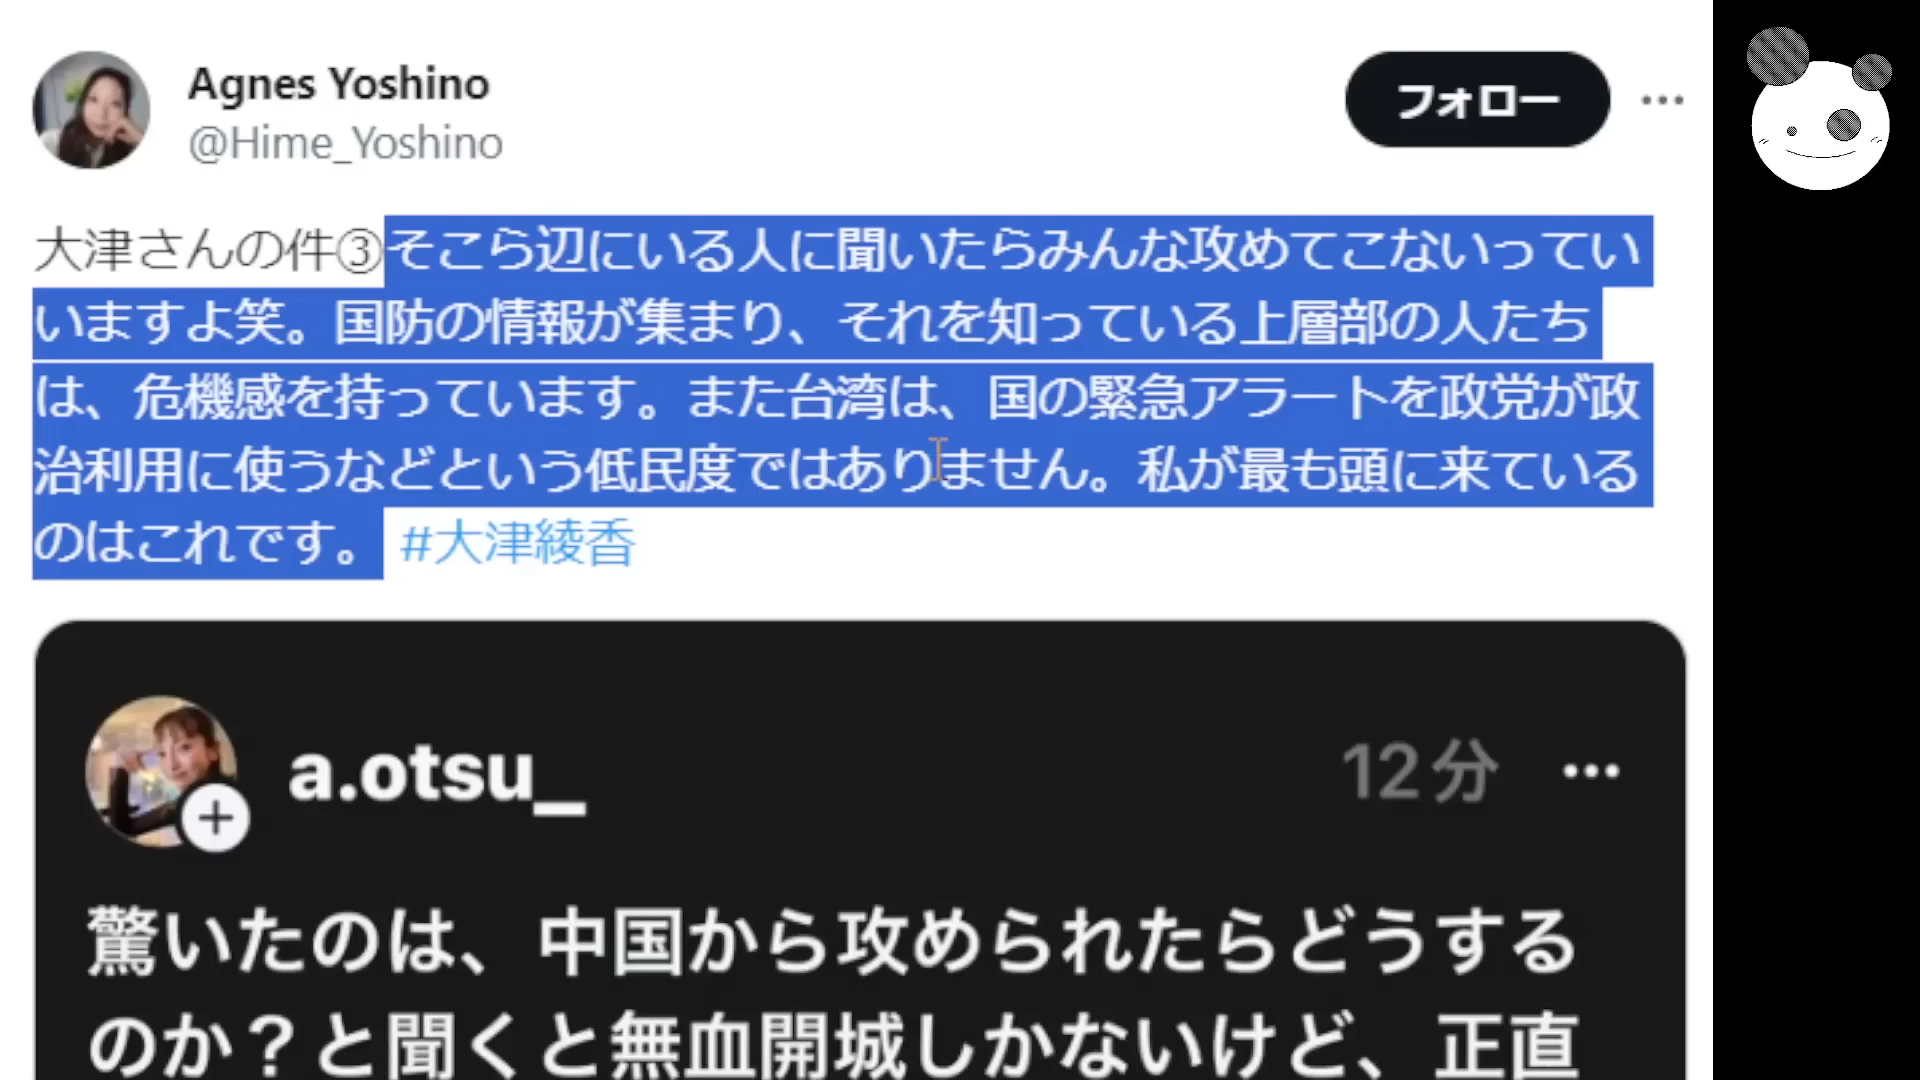 Agnes Yoshino
@Hime_Yoshino
フォロー
大津さんの件③そこら辺にいる人に聞いたらみんな攻めてこないってい
いますよ笑。国防の情報が集まり、それを知っている上層部の人たち
は、危機感を持っています。また台湾は、国の緊急アラートを政党が政
治利用に使うなどという低民度ではありません。私が最も頭に来ている
のはこれです。 #大津綾香
a.otsu_
12分
驚いたのは、中国から攻められたらどうする
のか？と聞くと無血開城しかないけど、正直